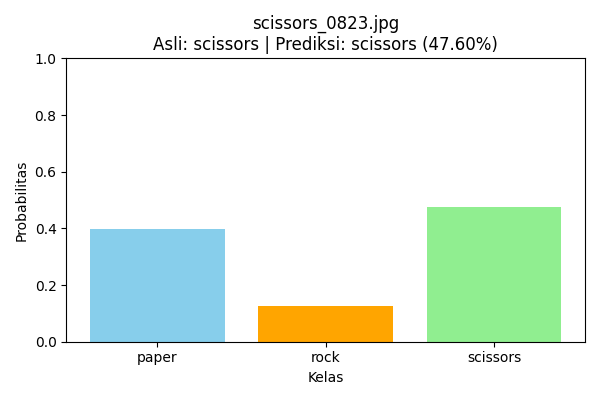 scissors_0823.jpg
Asli: scissors | Prediksi: scissors (47.60%)
1.0
0.8
0.6
0.4
0.2
0.0
Probabilitas
paper rock scissors
Kelas